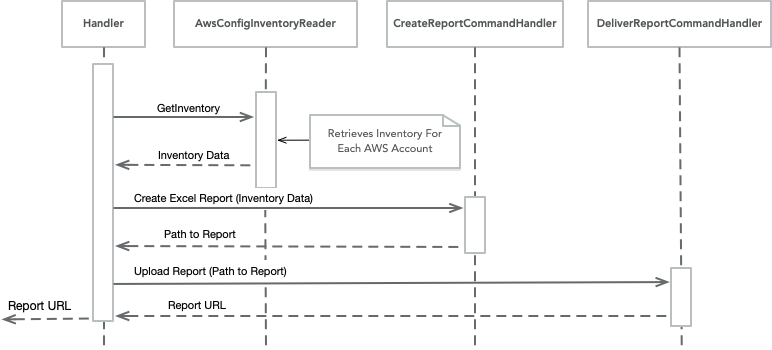 Handler
AwsConfigInventoryReader
CreateReportCommandHandler
DeliverReportCommandHandler
GetInventory
Retrieves Inventory For
Each AWS Account
Inventory Data
Create Excel Report (Inventory Data)
Path to Report
Upload Report (Path to Report)
Report URL
Report URL